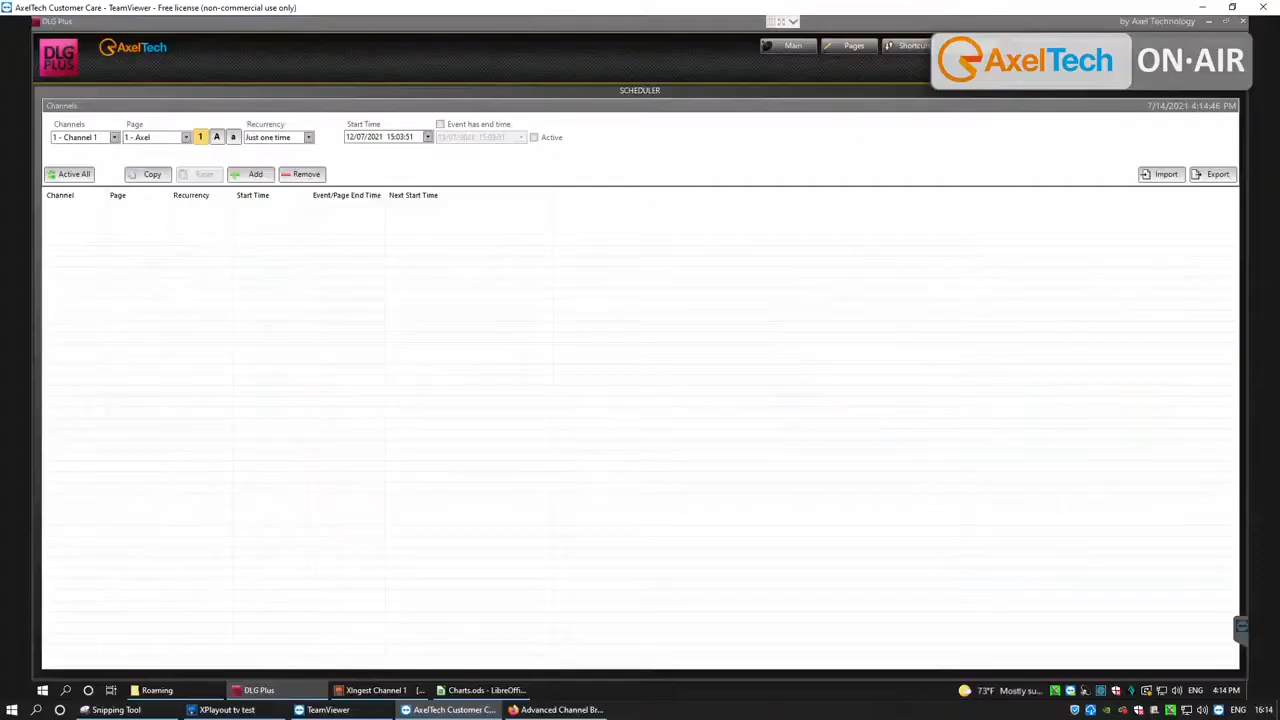 AxelTech Customer Care - TeamViewer - Free license (non-commercial use only)
DLG Plus
by Axel Technology
DLG PLUS
AxelTech
Main
Pages
Shortcu
AxelTech ON·AIR
SCHEDULER
Channels
7/14/2021 4:14:46 PM
Channels
Page
Recurrency
Start Time
Event has end time
1 - Channel 1
1 - Axel
1
A
a
Just one time
12/07/2021 15:03:51
Active
Active All
Copy
Add
Remove
Import
Export
Channel
Page
Recurrency
Start Time
Event/Page End Time
Next Start Time
Roaming
DLG Plus
XIngest Channel 1 [...
Charts.ods - LibreOffi...
73°F Mostly su...
ENG
4:14 PM
Snipping Tool
XPlayout tv test
TeamViewer
AxelTech Customer C...
Advanced Channel Br...
ENG
16:14